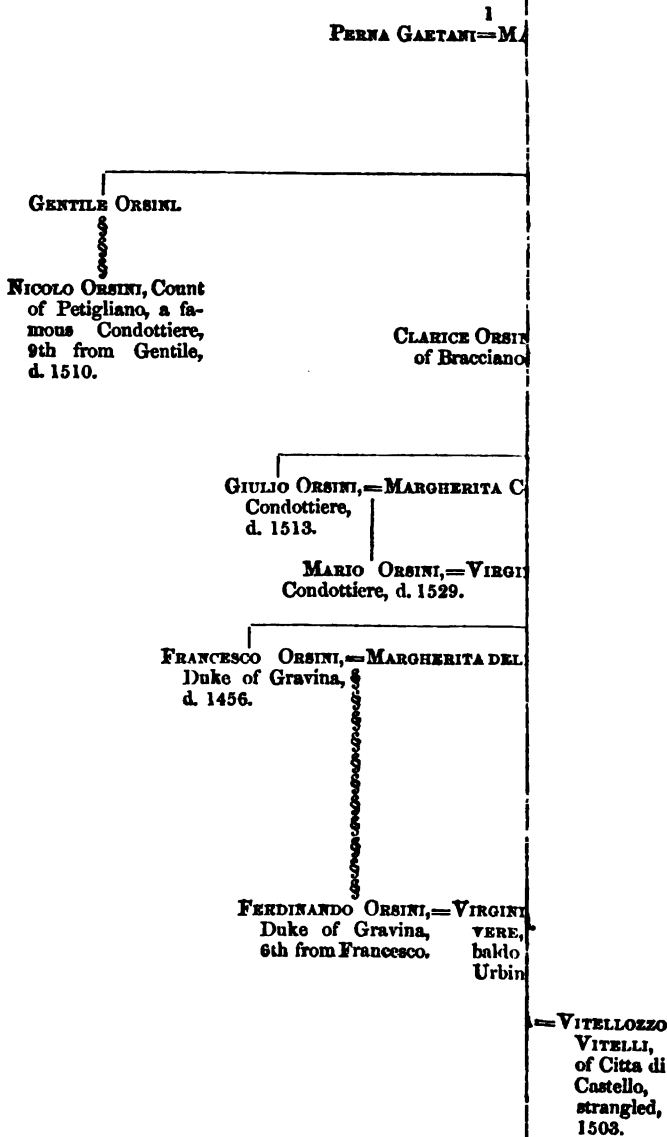 1
PERNA GAETANI=MA
GENTILE ORSINI.
NICOLO ORSINI, Count
of Petigliano, a fa-
mous Condottiere,
9th from Gentile,
d. 1510.
CLARICE ORSIN
of Bracciano
GIULIO ORSINI,=MARGHERITA C
Condottiere,
d. 1513.
MARIO ORSINI,=VIRGI
Condottiere, d. 1529.
FRANCESCO ORSINI,=MARGHERITA DEL
Duke of Gravina,
d. 1456.
FERDINANDO ORSINI,=VIRGINI
Duke of Gravina, VERE,
6th from Francesco. baldo
Urbin
=VITELLOZZO
VITELLI,
of Citta di
Castello,
strangled,
1503.